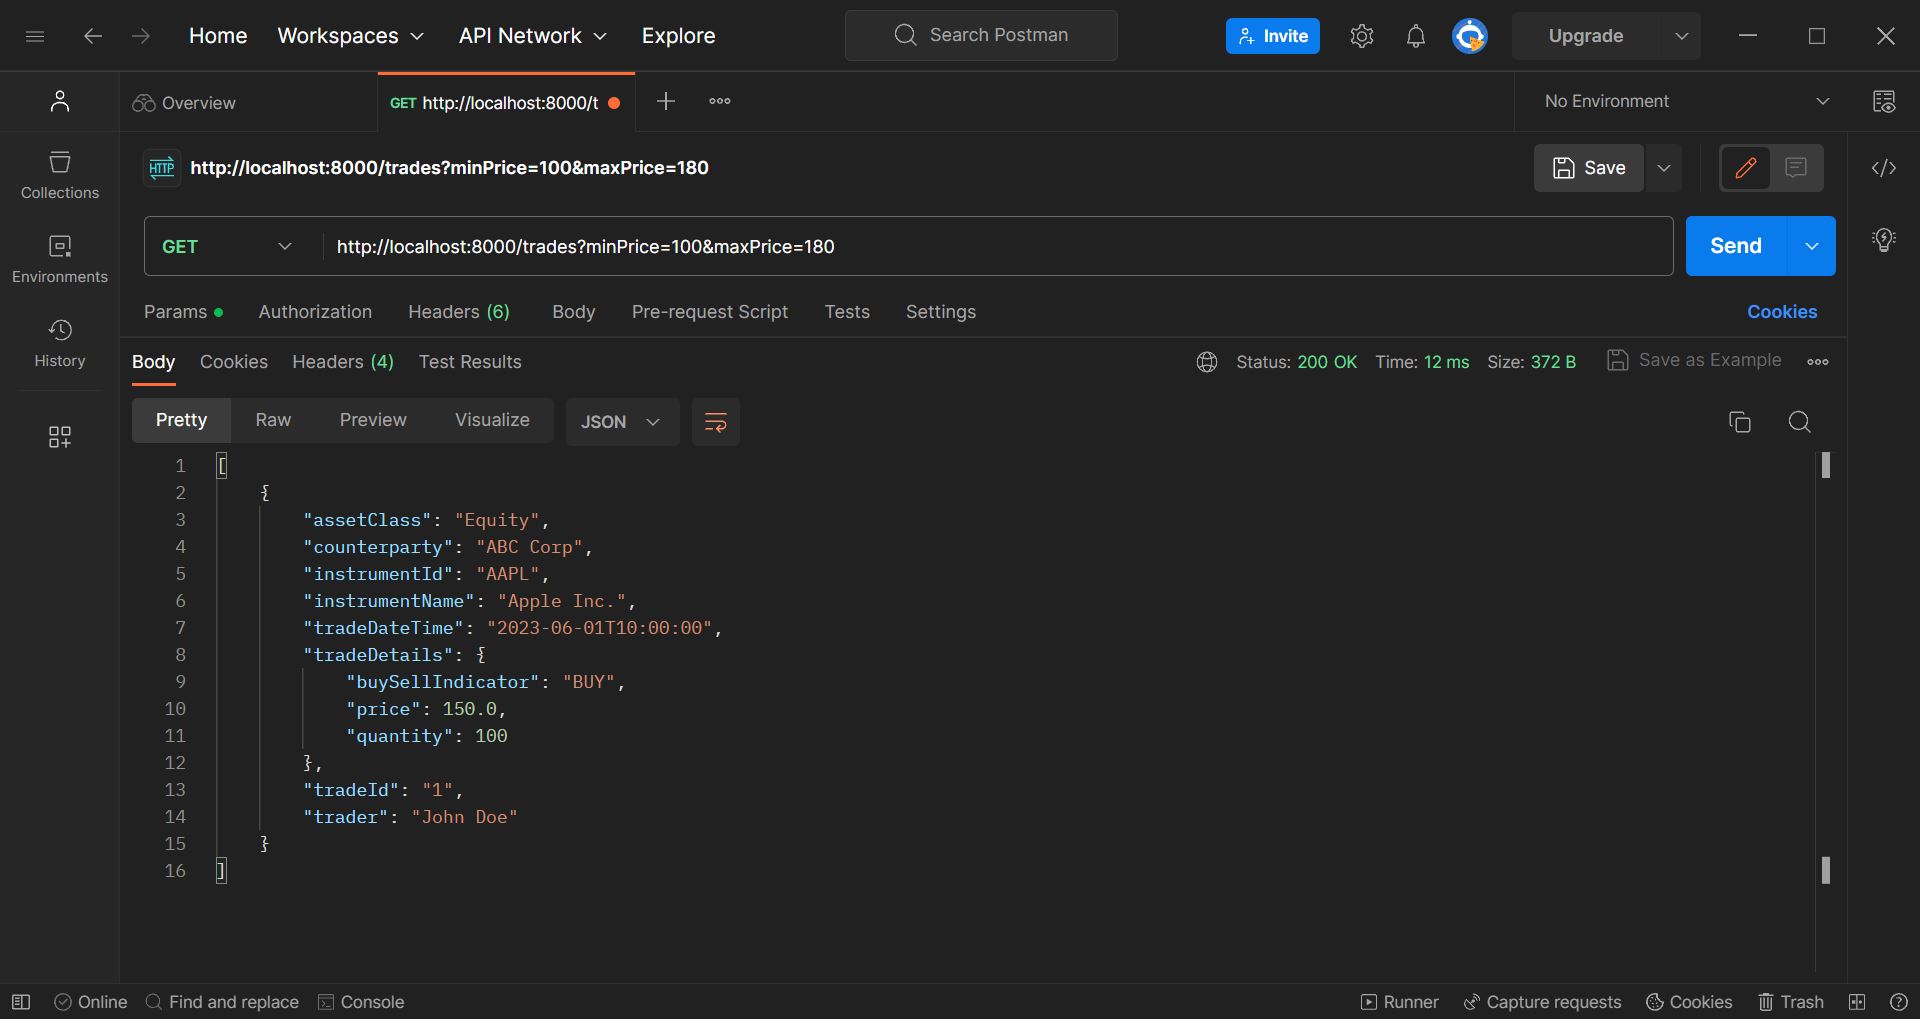 Home Workspaces API Network Explore Search Postman Invite Upgrade
Overview GET http://localhost:8000/t No Environment
HTTP http://localhost:8000/trades?minPrice=100&maxPrice=180 Save
Collections
GET http://localhost:8000/trades?minPrice=100&maxPrice=180 Send
Environments
Params Authorization Headers (6) Body Pre-request Script Tests Settings Cookies
History
Body Cookies Headers (4) Test Results Status: 200 OK Time: 12 ms Size: 372 B Save as Example
Pretty Raw Preview Visualize JSON
1 [
2 {
3 "assetClass": "Equity",
4 "counterparty": "ABC Corp",
5 "instrumentId": "AAPL",
6 "instrumentName": "Apple Inc.",
7 "tradeDateTime": "2023-06-01T10:00:00",
8 "tradeDetails": {
9 "buySellIndicator": "BUY",
10 "price": 150.0,
11 "quantity": 100
12 },
13 "tradeId": "1",
14 "trader": "John Doe"
15 }
16 ]
Online Find and replace Console Runner Capture requests Cookies Trash